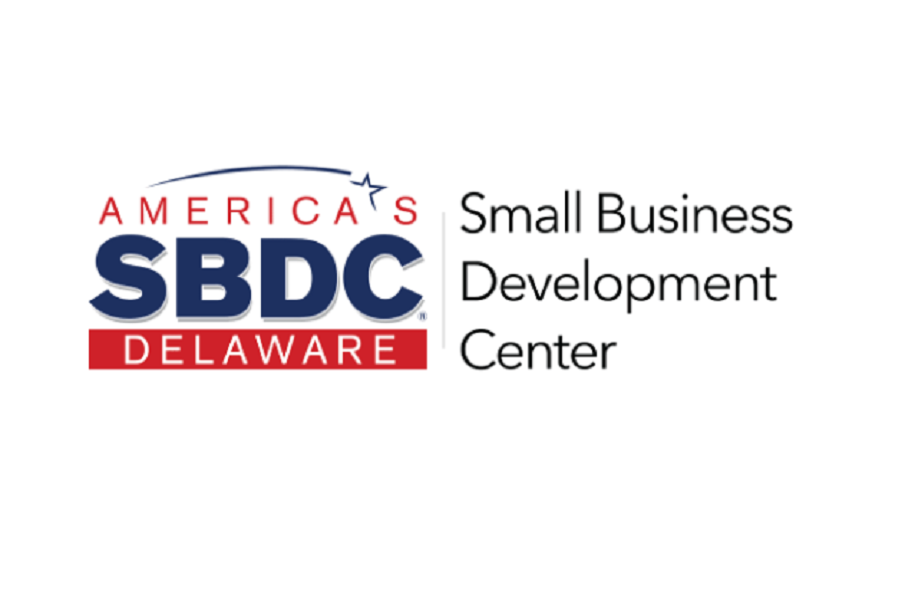 AMERICA'S
SBDC®
DELAWARE
Small Business
Development
Center